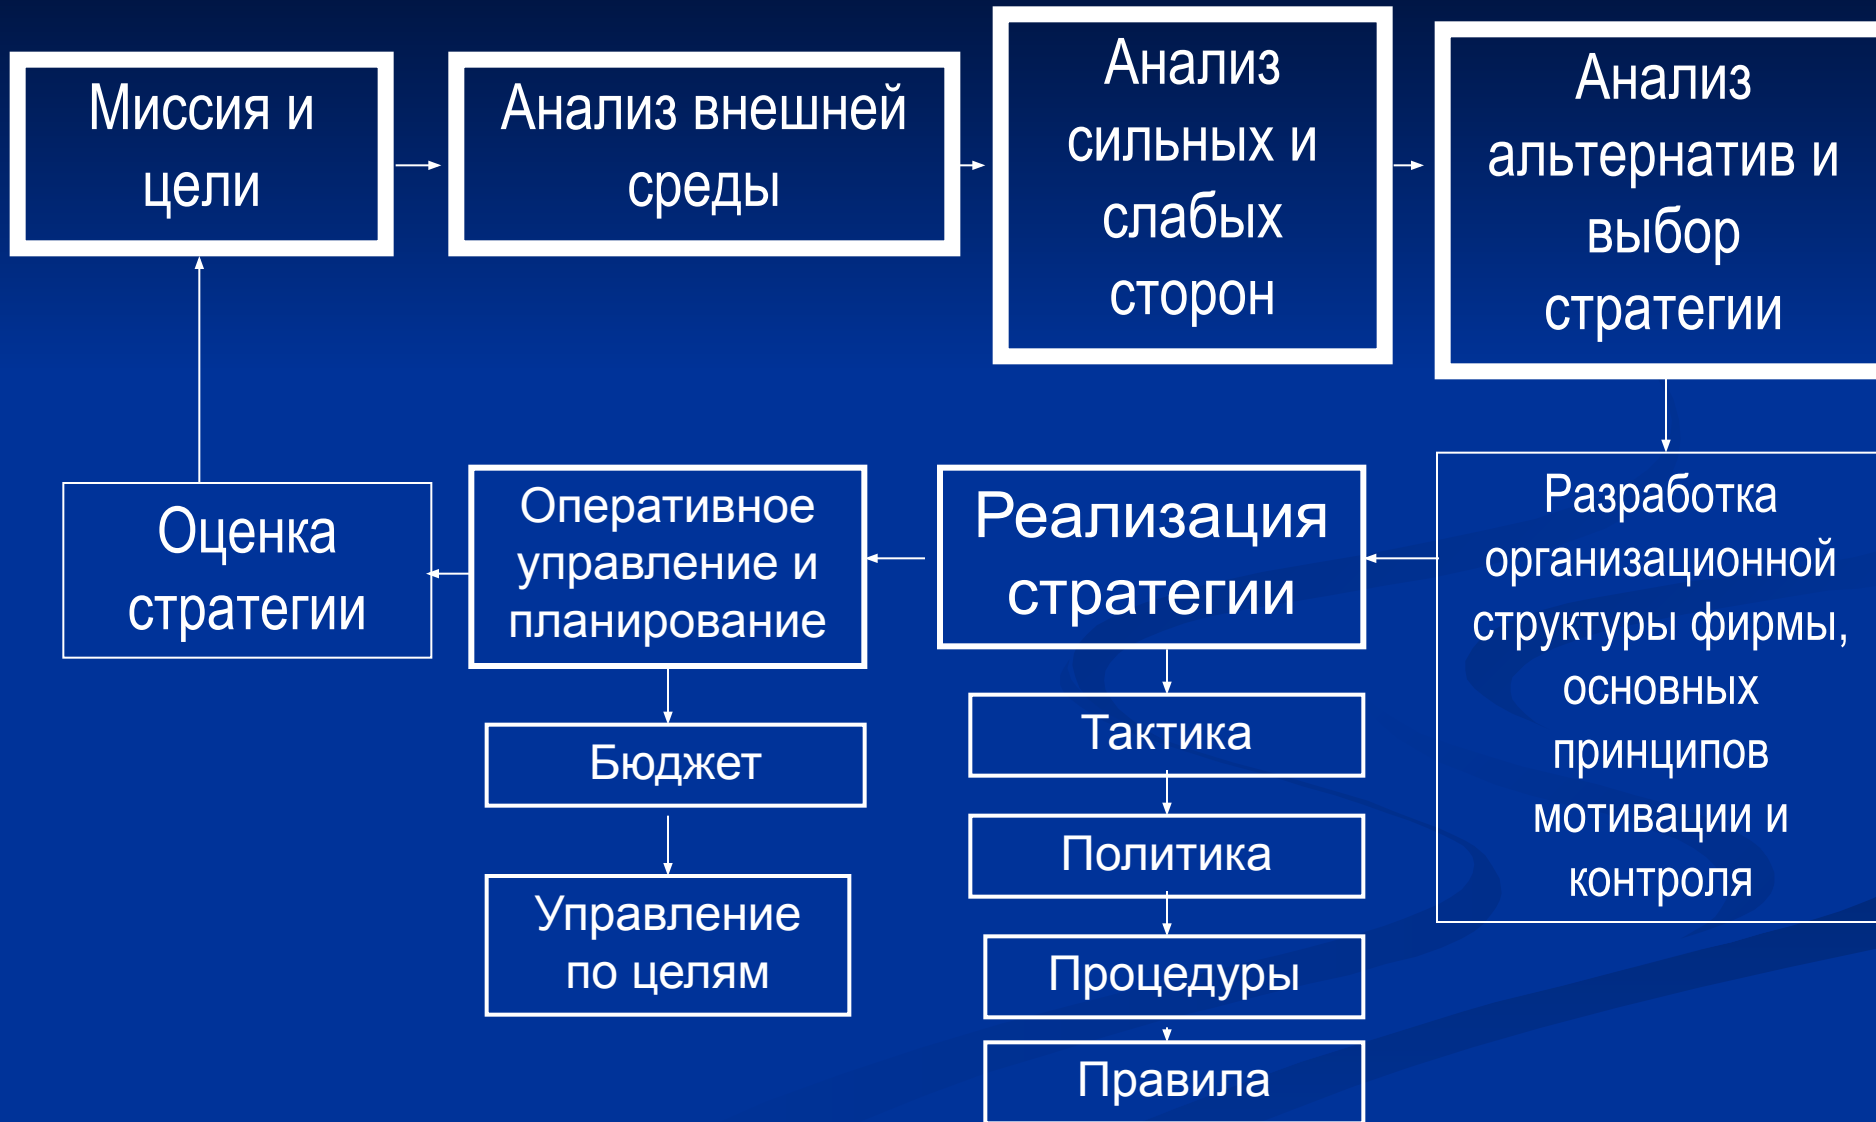 Миссия и
цели
Анализ внешней
среды
Анализ
сильных и
слабых
сторон
Анализ
альтернатив и
выбор
стратегии
Разработка
организационной
структуры фирмы,
основных
принципов
мотивации и
контроля
Реализация
стратегии
Тактика
Политика
Процедуры
Правила
Оперативное
управление и
планирование
Бюджет
Управление
по целям
Оценка
стратегии